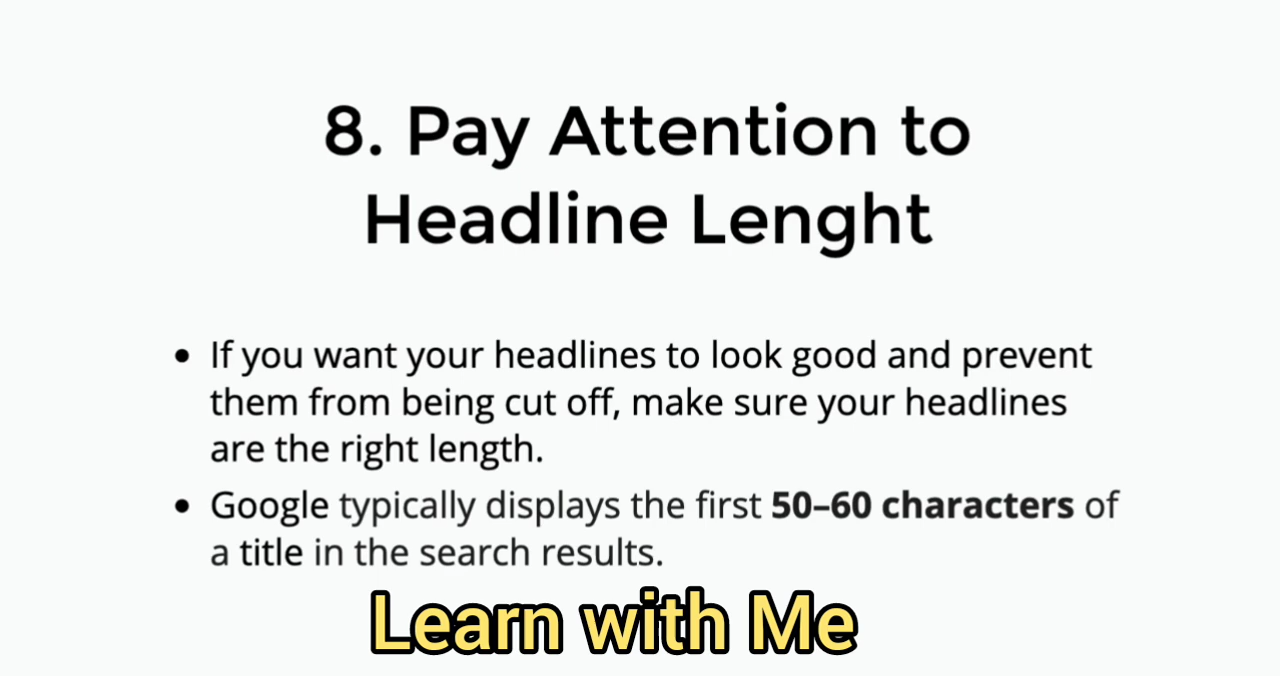 8. Pay Attention to
Headline Lenght
• If you want your headlines to look good and prevent
them from being cut off, make sure your headlines
are the right length.
• Google typically displays the first 50–60 characters of
a title in the search results.
Learn with Me